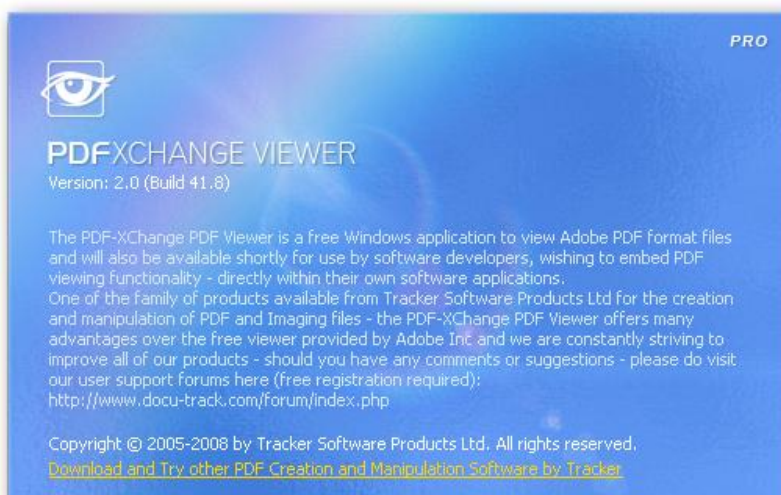 PRO
PDFXCHANGE VIEWER
Version: 2.0 (Build 41.8)
The PDF-XChange PDF Viewer is a free Windows application to view Adobe PDF format files
and will also be available shortly for use by software developers, wishing to embed PDF
viewing functionality - directly within their own software applications.
One of the family of products available from Tracker Software Products Ltd for the creation
and manipulation of PDF and Imaging files - the PDF-XChange PDF Viewer offers many
advantages over the free viewer provided by Adobe Inc and we are constantly striving to
improve all of our products - should you have any comments or suggestions - please do visit
our user support forums here (free registration required):
http://www.docu-track.com/forum/index.php
Copyright © 2005-2008 by Tracker Software Products Ltd. All rights reserved.
Download and Try other PDF Creation and Manipulation Software by Tracker